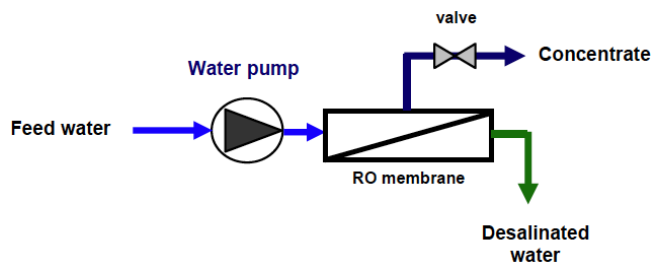 valve
Concentrate
Water pump
Feed water
RO membrane
Desalinated
water